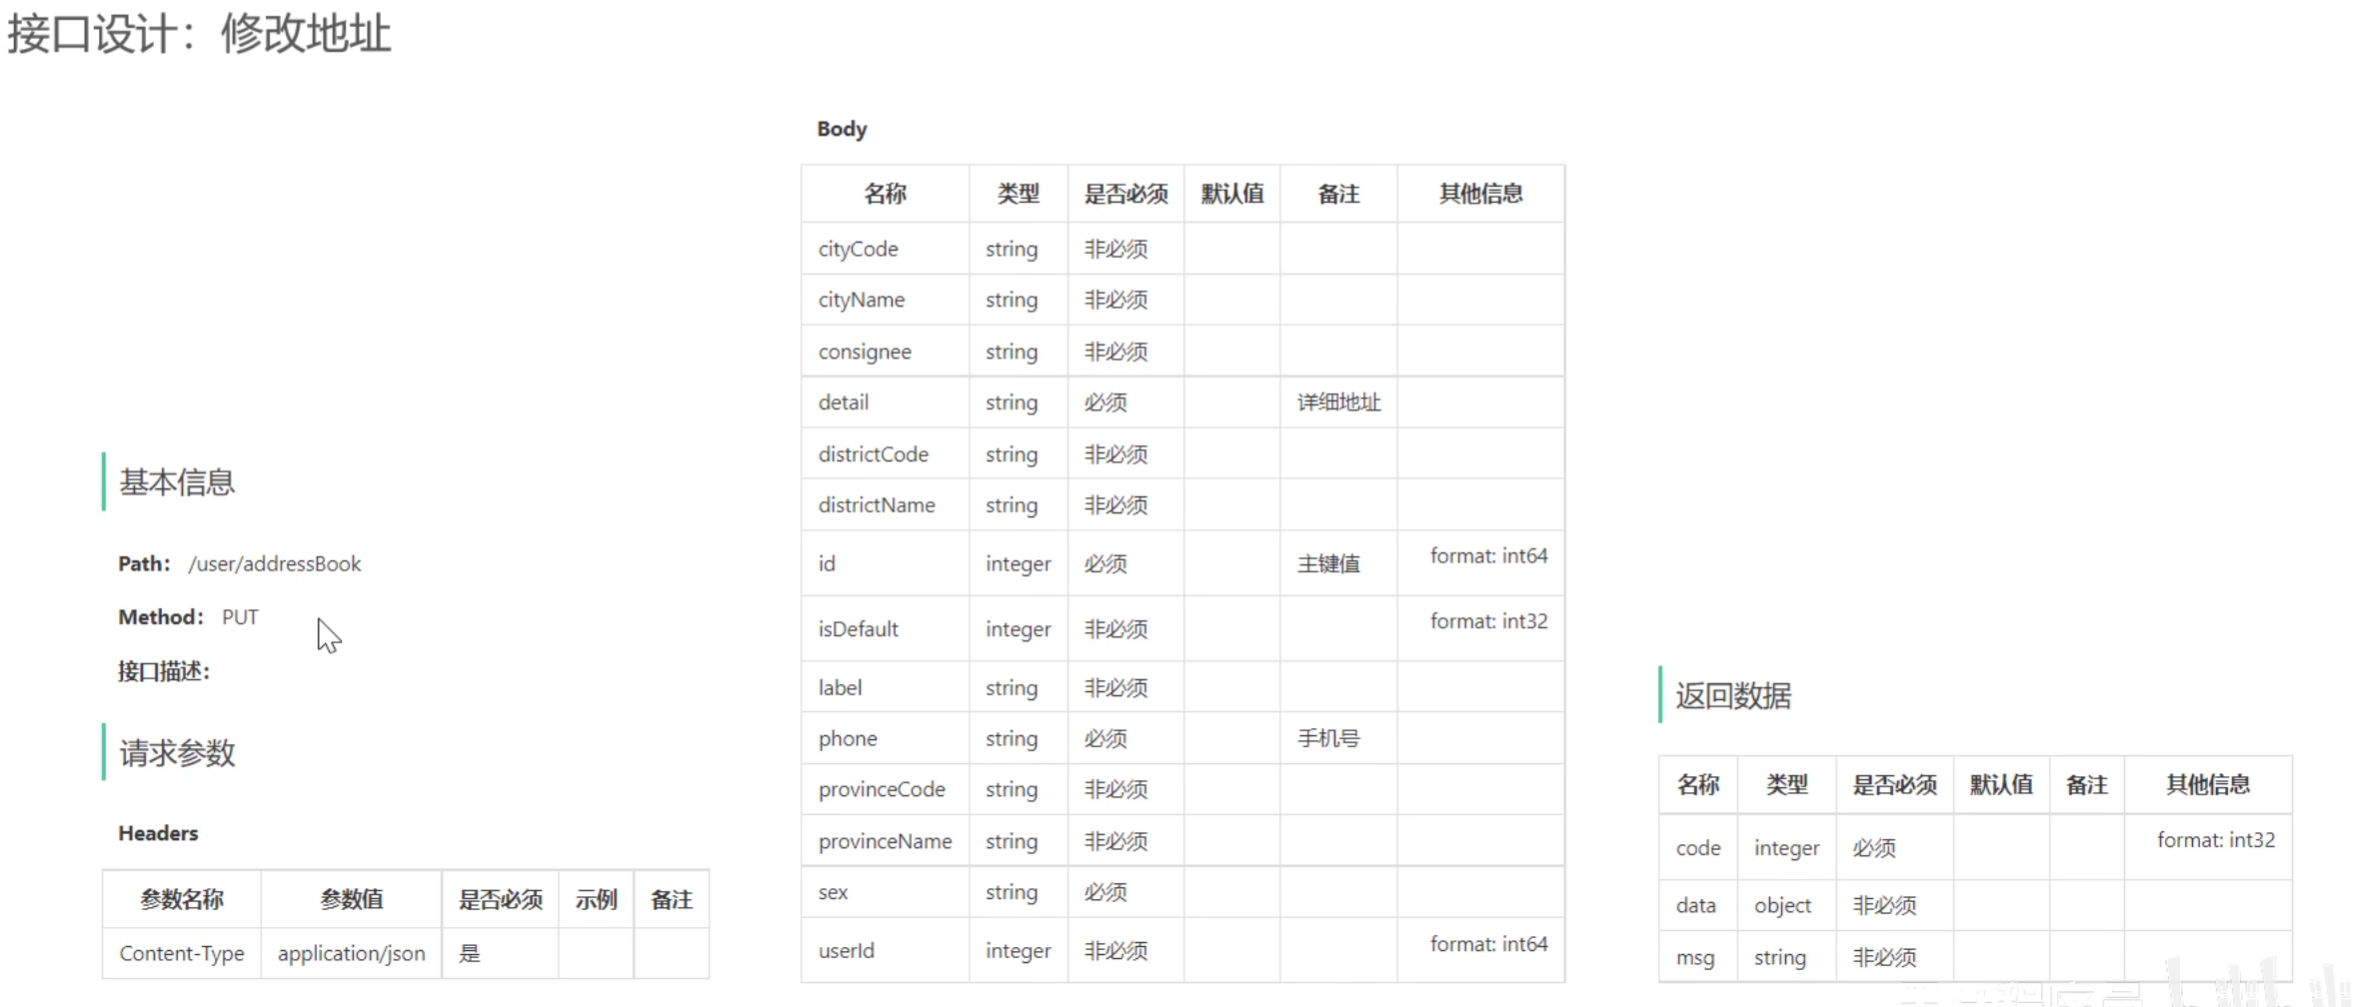 接口设计：修改地址
基本信息
Path： /user/addressBook
Method： PUT
接口描述：
请求参数
Headers
参数名称 参数值 是否必须 示例 备注
Content-Type application/json 是
Body
名称 类型 是否必须 默认值 备注 其他信息
cityCode string 非必须
cityName string 非必须
consignee string 非必须
detail string 必须 详细地址
districtCode string 非必须
districtName string 非必须
id integer 必须 主键值 format: int64
isDefault integer 非必须 format: int32
label string 非必须
phone string 必须 手机号
provinceCode string 非必须
provinceName string 非必须
sex string 必须
userId integer 非必须 format: int64
返回数据
名称 类型 是否必须 默认值 备注 其他信息
code integer 必须 format: int32
data object 非必须
msg string 非必须